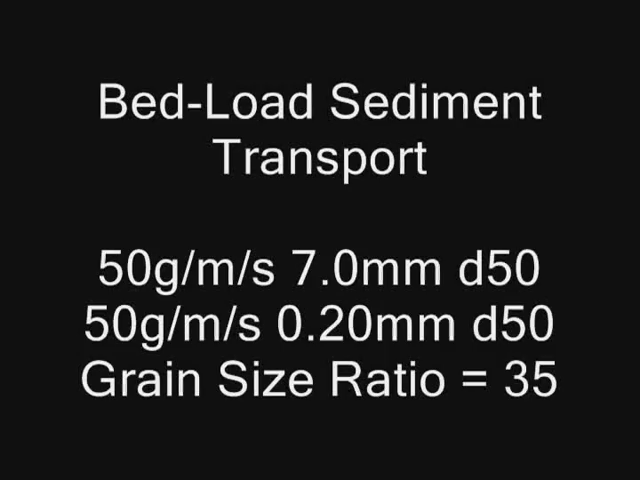 Bed-Load Sediment
Transport
50g/m/s 7.0mm d50
50g/m/s 0.20mm d50
Grain Size Ratio = 35